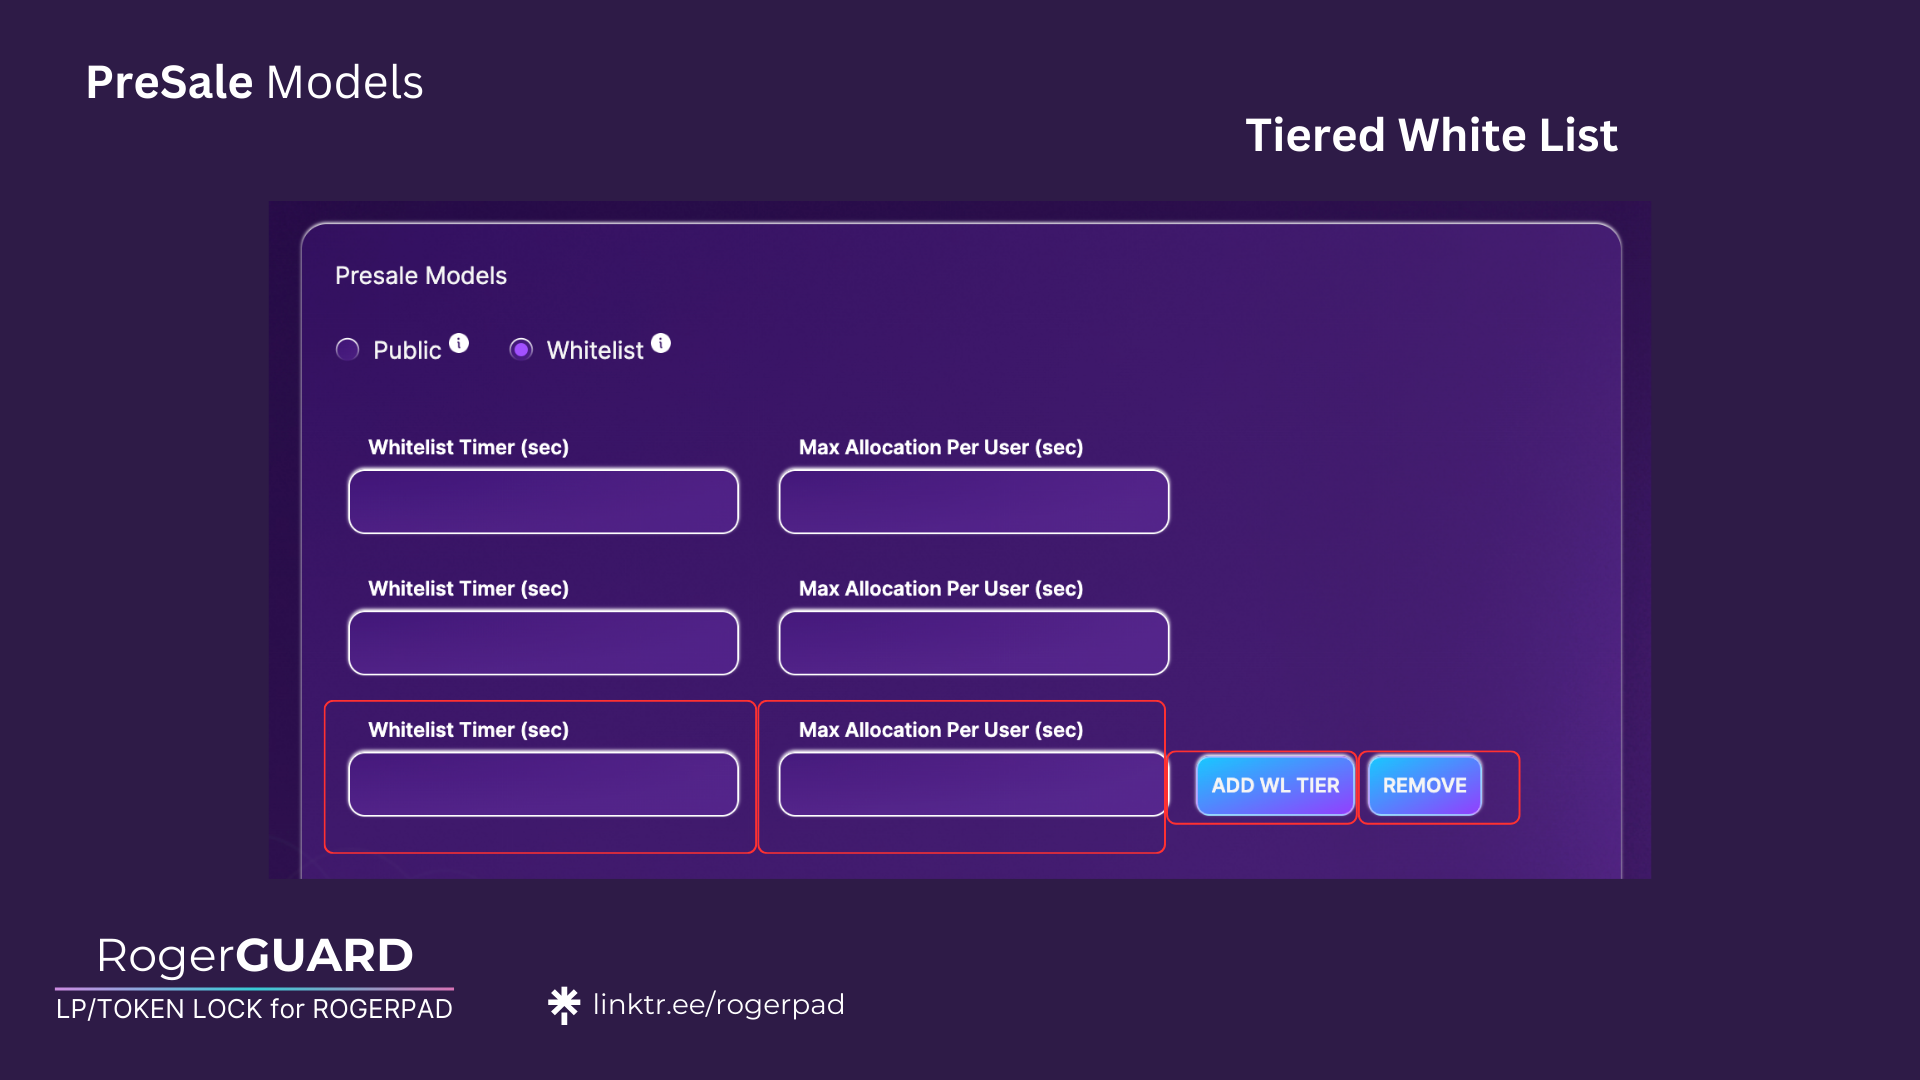 PreSale Models
Tiered White List
Presale Models
Public i Whitelist i
Whitelist Timer (sec) Max Allocation Per User (sec)
Whitelist Timer (sec) Max Allocation Per User (sec)
Whitelist Timer (sec) Max Allocation Per User (sec)
ADD WL TIER REMOVE
RogerGUARD
LP/TOKEN LOCK for ROGERPAD
linktr.ee/rogerpad